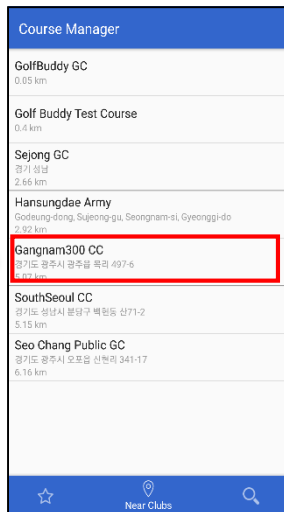 Course Manager
GolfBuddy GC
0.05 km
Golf Buddy Test Course
0.4 km
Sejong GC
경기 성남
2.66 km
Hansungdae Army
Godeung-dong, Sujeong-gu, Seongnam-si, Gyeonggi-do
2.92 km
Gangnam300 CC
경기도 광주시 광주읍 목리 497-6
5.07 km
SouthSeoul CC
경기도 성남시 분당구 백현동 산71-2
5.15 km
Seo Chang Public GC
경기도 광주시 오포읍 신현리 341-17
6.16 km
Near Clubs